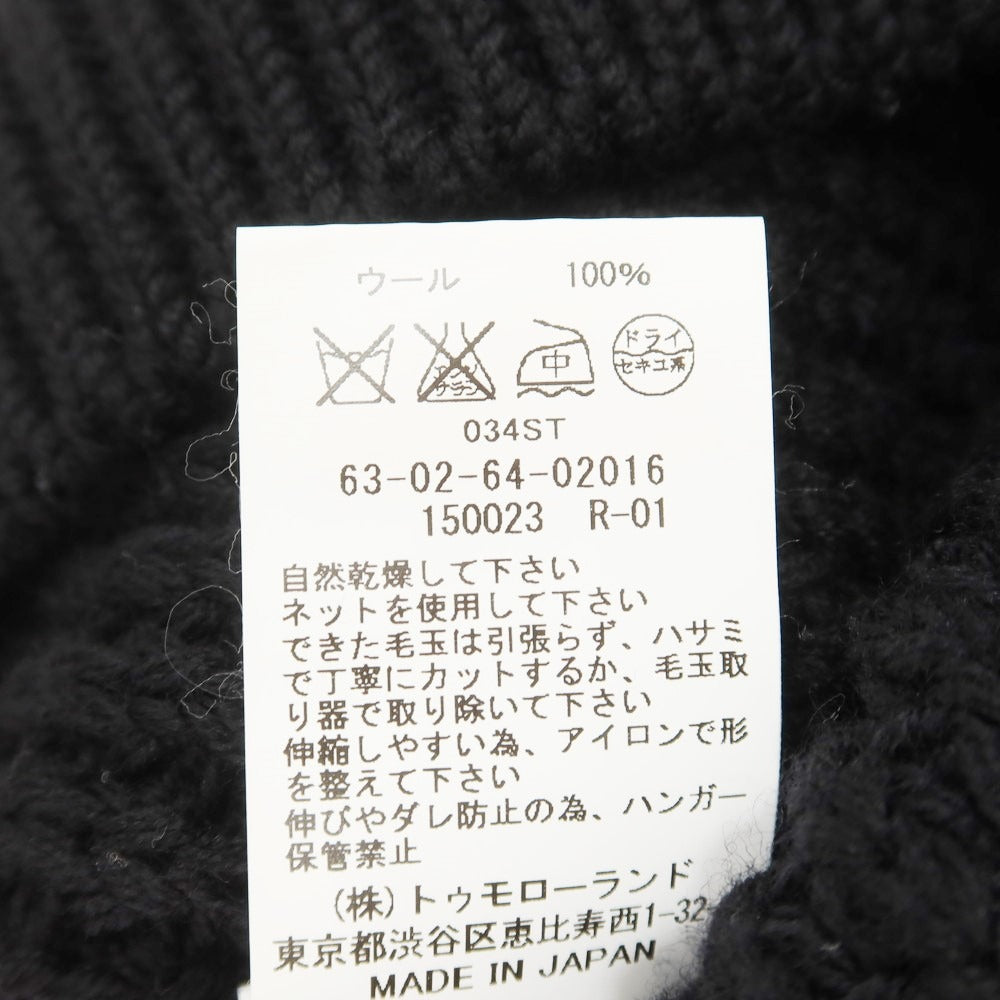 ウール 100%
エンソ
サラシ
中
ドライ
セキユ系
034ST
63-02-64-02016
150023 R-01
自然乾燥して下さい
ネットを使用して下さい
できた毛玉は引張らず、ハサミ
で丁寧にカットするか、毛玉取
り器で取り除いて下さい
伸縮しやすい為、アイロンで形
を整えて下さい
伸びやダレ防止の為、ハンガー
保管禁止
(株)トゥモローランド
東京都渋谷区恵比寿西1-32-
MADE IN JAPAN